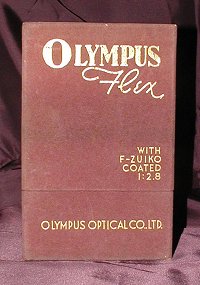 OLYMPUS
Flex
WITH
F-ZUIKO
COATED
1:2.8
OLYMPUS OPTICAL CO. LTD.